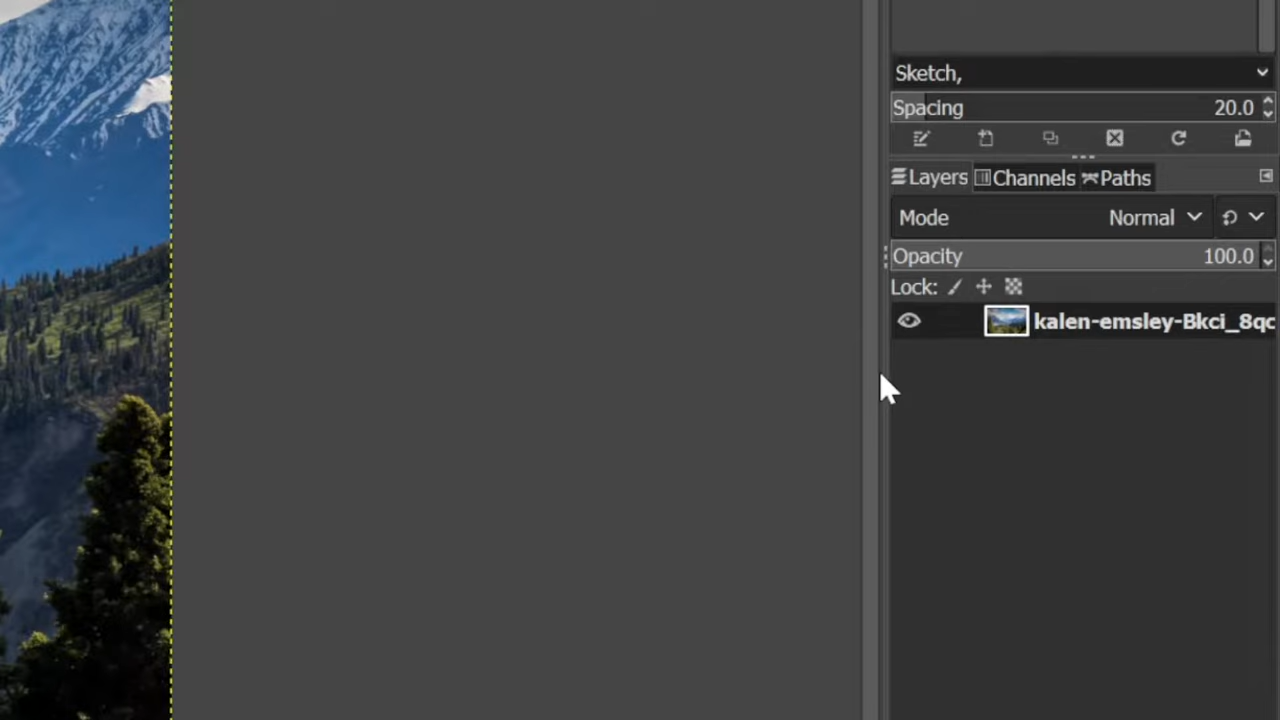 Sketch,
Spacing 20.0
Layers Channels Paths
Mode Normal
Opacity 100.0
Lock:
kalen-emsley-Bkci_8qc